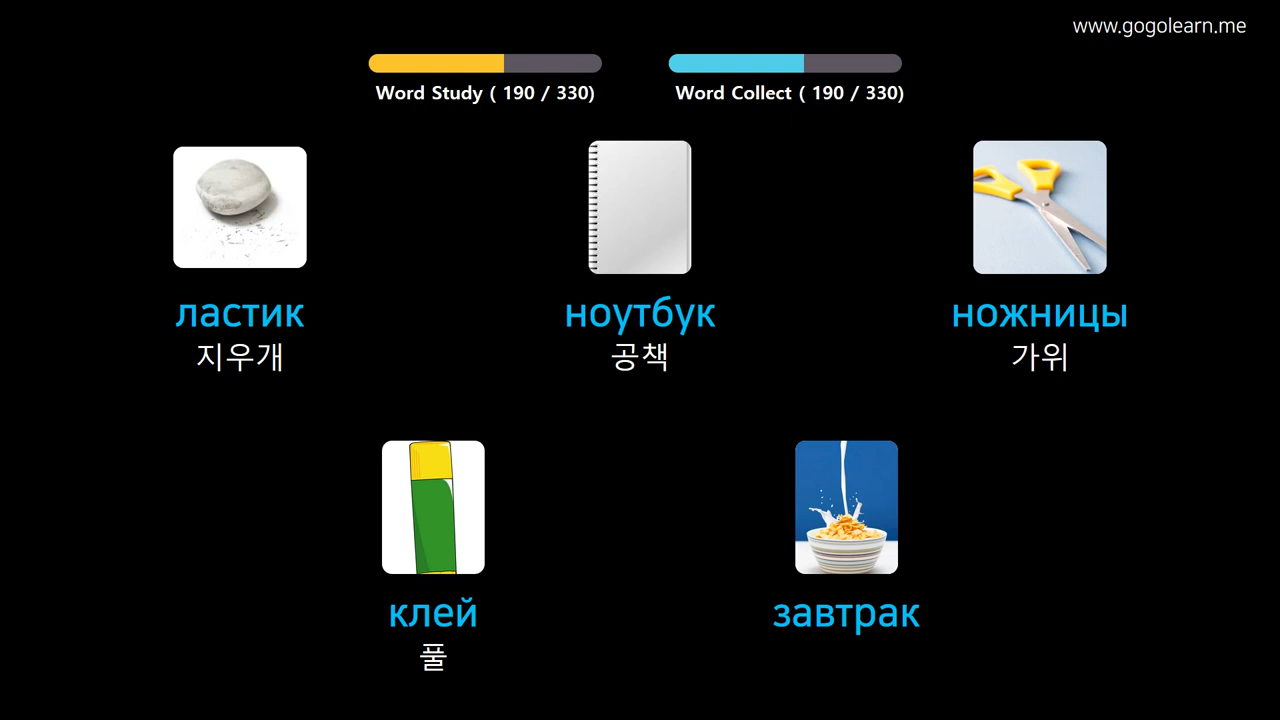 www.gogolearn.me
Word Study ( 190 / 330)
Word Collect ( 190 / 330)
ластик
지우개
ноутбук
공책
ножницы
가위
клей
풀
завтрак